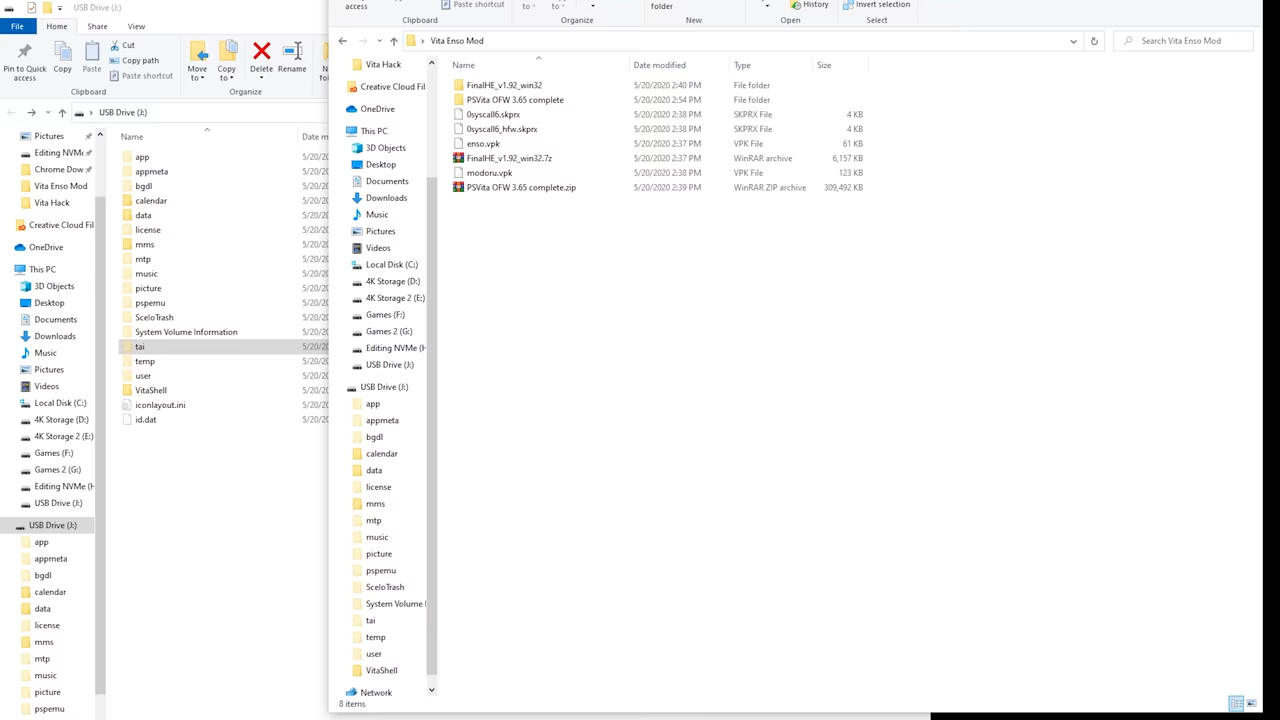 USB Drive (J:)
File
Home
Share
View
Pin to Quick access
Copy
Paste
Cut
Copy path
Paste shortcut
Clipboard
Move to
Copy to
Delete
Rename
Organize
USB Drive (J:)
Pictures
Editing NVMe
Chrome Dow
Vita Enso Mod
Vita Hack
Creative Cloud Fil
OneDrive
This PC
3D Objects
Desktop
Documents
Downloads
Music
Pictures
Videos
Local Disk (C:)
4K Storage (D:)
4K Storage 2 (E:)
Games (F:)
Games 2 (G:)
Editing NVMe (H
USB Drive (J:)
USB Drive (J:)
app
appmeta
bgdl
calendar
data
license
mms
mtp
music
picture
pspemu
Name
Date m
app 5/20/20
appmeta 5/20/20
bgdl 5/20/20
calendar 5/20/20
data 5/20/20
license 5/20/20
mms 5/20/20
mtp 5/20/20
music 5/20/20
picture 5/20/20
pspemu 5/20/20
SceIoTrash 5/20/20
System Volume Information 5/20/20
tai 5/20/20
temp 5/20/20
user 5/20/20
VitaShell 5/20/20
iconlayout.ini 5/20/20
id.dat 5/20/20
access
Paste shortcut
Clipboard
to
to
Organize
folder
New
History
Open
Invert selection
Select
Vita Enso Mod
Search Vita Enso Mod
Vita Hack
Creative Cloud Files
OneDrive
This PC
3D Objects
Desktop
Documents
Downloads
Music
Pictures
Videos
Local Disk (C:)
4K Storage (D:)
4K Storage 2 (E:)
Games (F:)
Games 2 (G:)
Editing NVMe (H
USB Drive (J:)
USB Drive (J:)
app
appmeta
bgdl
calendar
data
license
mms
mtp
music
picture
pspemu
SceIoTrash
System Volume I
tai
temp
user
VitaShell
Network
Name Date modified Type Size
FinalHE_v1.92_win32 5/20/2020 2:40 PM File folder
PSVita OFW 3.65 complete 5/20/2020 2:54 PM File folder
0syscall6.skprx 5/20/2020 2:38 PM SKPRX File 4 KB
0syscall6_hfw.skprx 5/20/2020 2:38 PM SKPRX File 4 KB
enso.vpk 5/20/2020 2:37 PM VPK File 61 KB
FinalHE_v1.92_win32.7z 5/20/2020 2:37 PM WinRAR archive 6,157 KB
modoru.vpk 5/20/2020 2:38 PM VPK File 123 KB
PSVita OFW 3.65 complete.zip 5/20/2020 2:39 PM WinRAR ZIP archive 309,492 KB
8 items